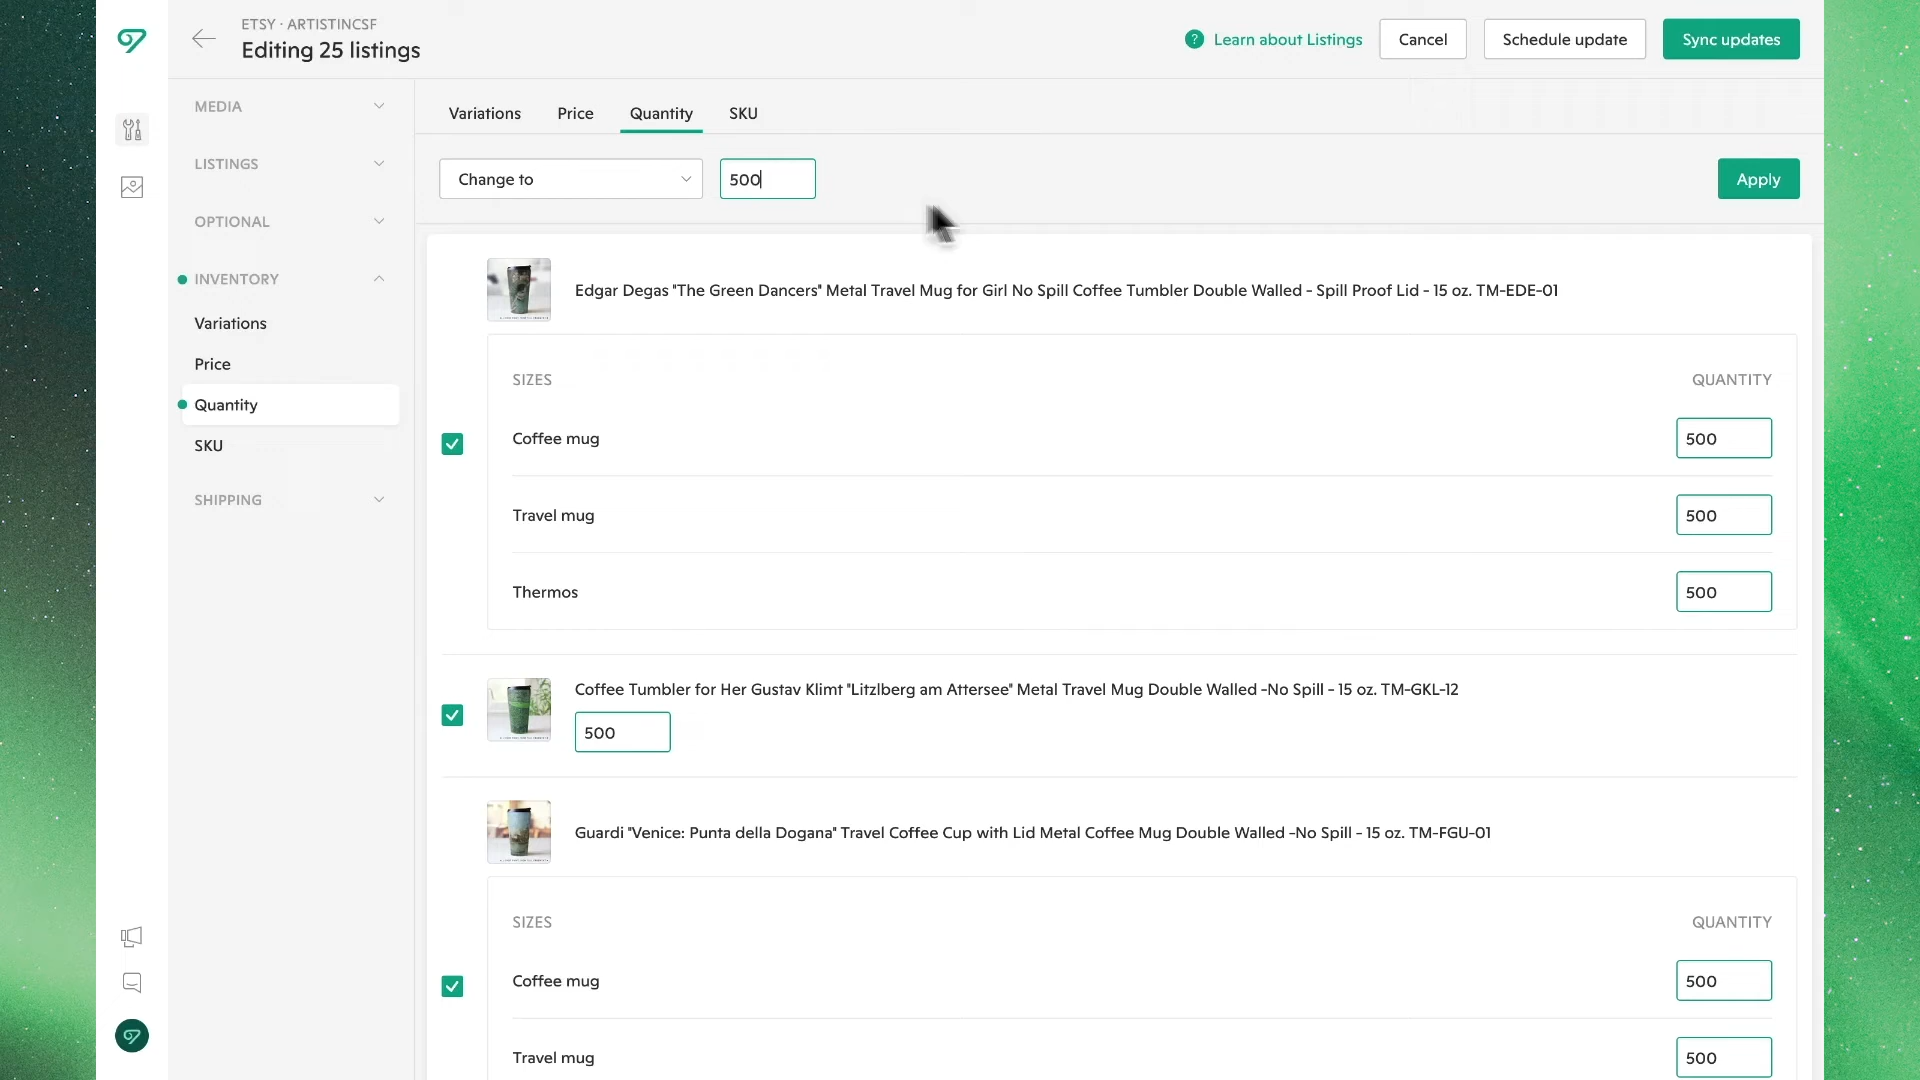 ETSY · ARTISTINCSF
Editing 25 listings
? Learn about Listings
Cancel
Schedule update
Sync updates
MEDIA
LISTINGS
OPTIONAL
INVENTORY
Variations
Price
Quantity
SKU
SHIPPING
Variations
Price
Quantity
SKU
Change to
500
Apply
Edgar Degas "The Green Dancers" Metal Travel Mug for Girl No Spill Coffee Tumbler Double Walled - Spill Proof Lid - 15 oz. TM-EDE-01
SIZES
QUANTITY
Coffee mug
500
Travel mug
500
Thermos
500
Coffee Tumbler for Her Gustav Klimt "Litzlberg am Attersee" Metal Travel Mug Double Walled -No Spill - 15 oz. TM-GKL-12
500
Guardi "Venice: Punta della Dogana" Travel Coffee Cup with Lid Metal Coffee Mug Double Walled -No Spill - 15 oz. TM-FGU-01
SIZES
QUANTITY
Coffee mug
500
Travel mug
500